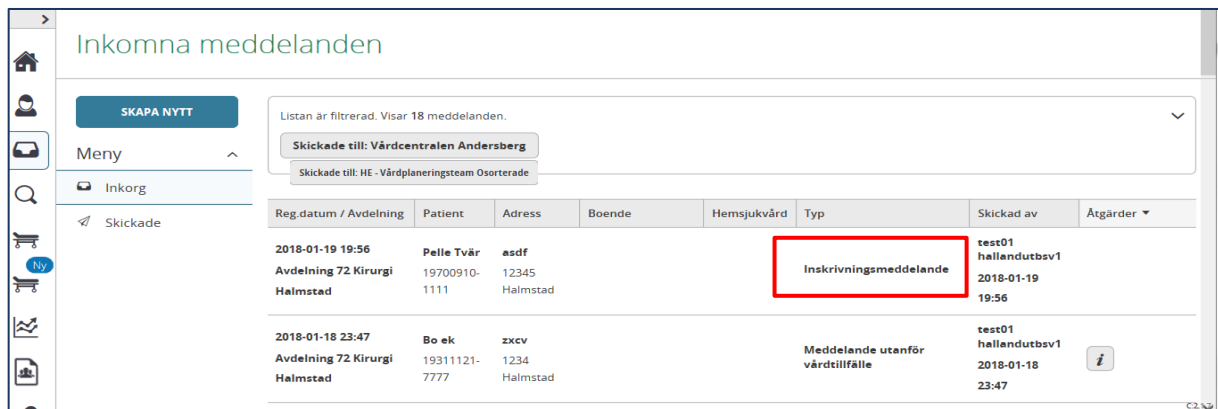 Inkomna meddelanden
SKAPA NYTT
Meny
Inkorg
Skickade
Ny
Listan är filtrerad. Visar 18 meddelanden.
Skickade till: Vårdcentralen Andersberg
Skickade till: HE - Vårdplaneringsteam Osorterade
Reg.datum / Avdelning Patient Adress Boende Hemsjukvård Typ Skickad av Åtgärder
2018-01-19 19:56
Avdelning 72 Kirurgi
Halmstad
Pelle Tvär
19700910-
1111
asdf
12345
Halmstad
Inskrivningsmeddelande
test01
hallandutbsv1
2018-01-19
19:56
2018-01-18 23:47
Avdelning 72 Kirurgi
Halmstad
Bo ek
19311121-
7777
zxcv
1234
Halmstad
Meddelande utanför
vårdtillfälle
test01
hallandutbsv1
2018-01-18
23:47
i